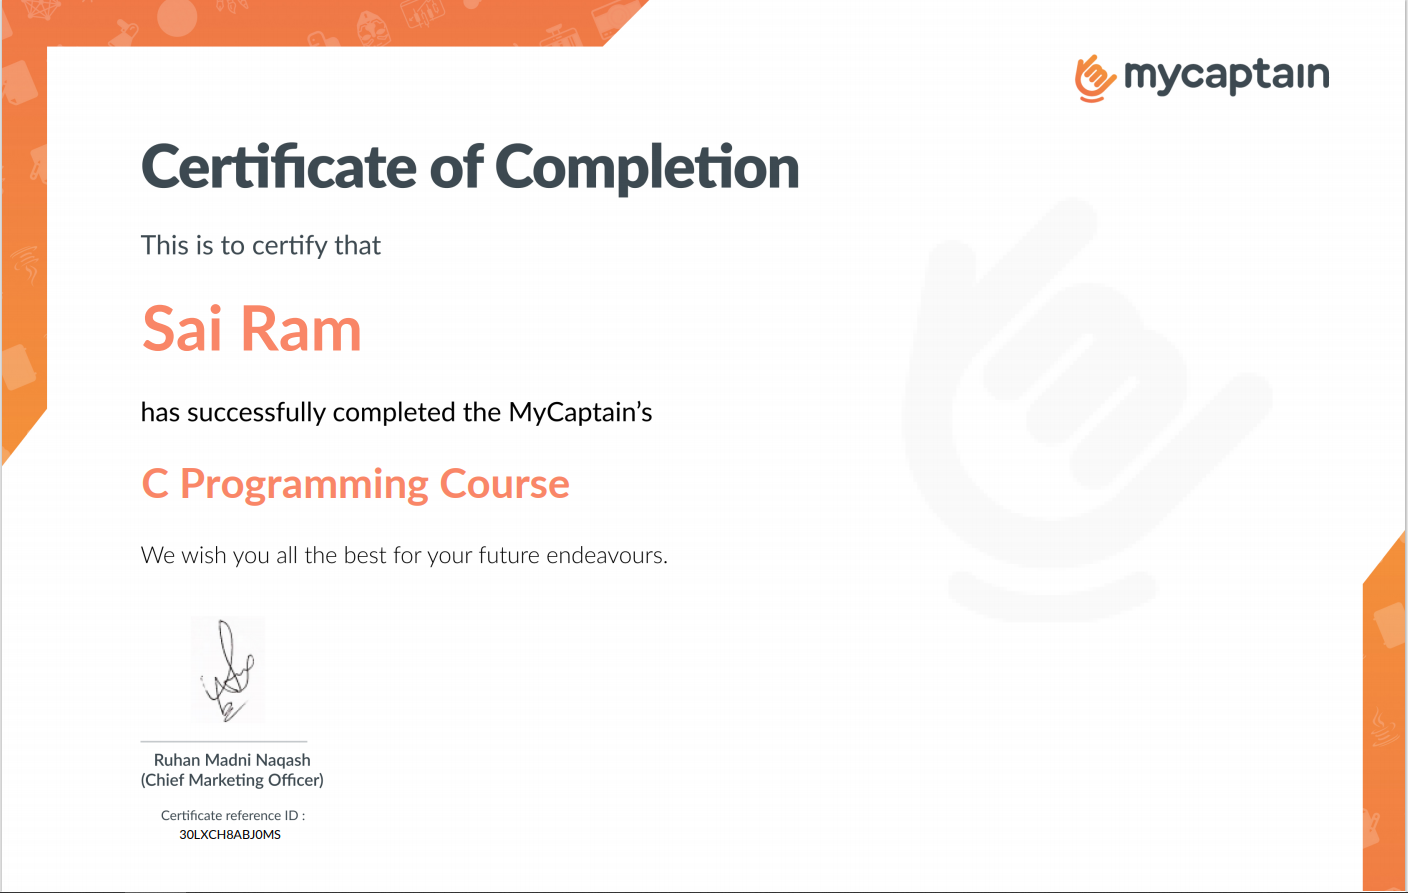 mycaptain
Certificate of Completion
This is to certify that
Sai Ram
has successfully completed the MyCaptain’s
C Programming Course
We wish you all the best for your future endeavours.
Ruhan Madni Naqash
(Chief Marketing Officer)
Certificate reference ID :
30LXCH8ABJ0MS